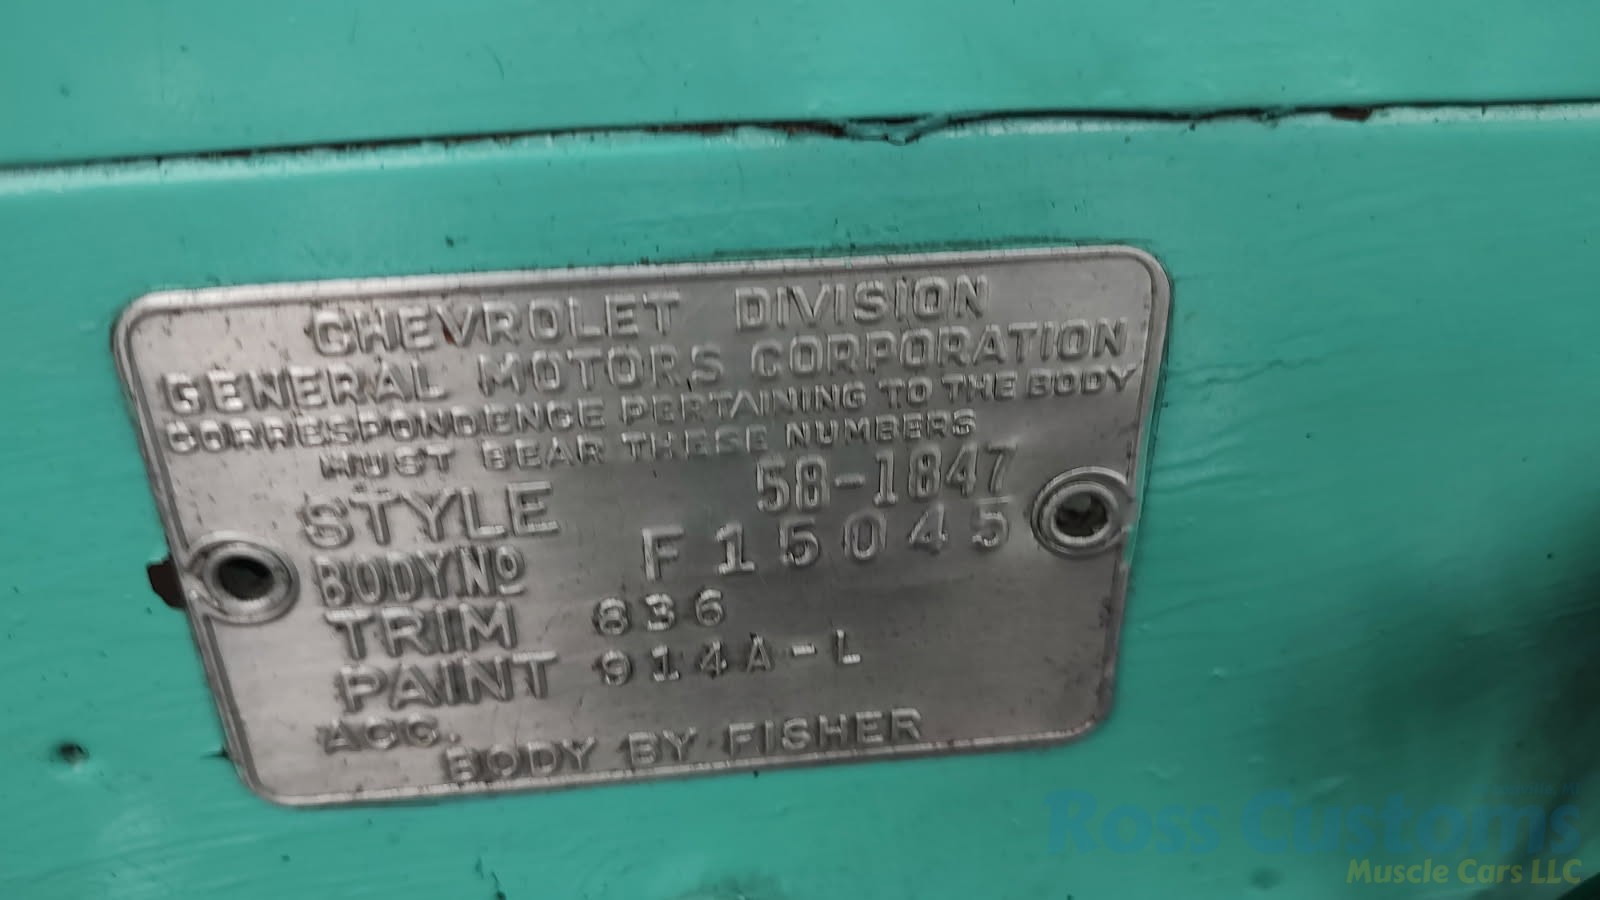 CHEVROLET DIVISION
GENERAL MOTORS CORPORATION
CORRESPONDENCE PERTAINING TO THE BODY
MUST BEAR THESE NUMBERS
STYLE 58-1847
BODY NO F15045
TRIM 836
PAINT 914A-L
ACC.
BODY BY FISHER
Ross Customs
Muscle Cars LLC